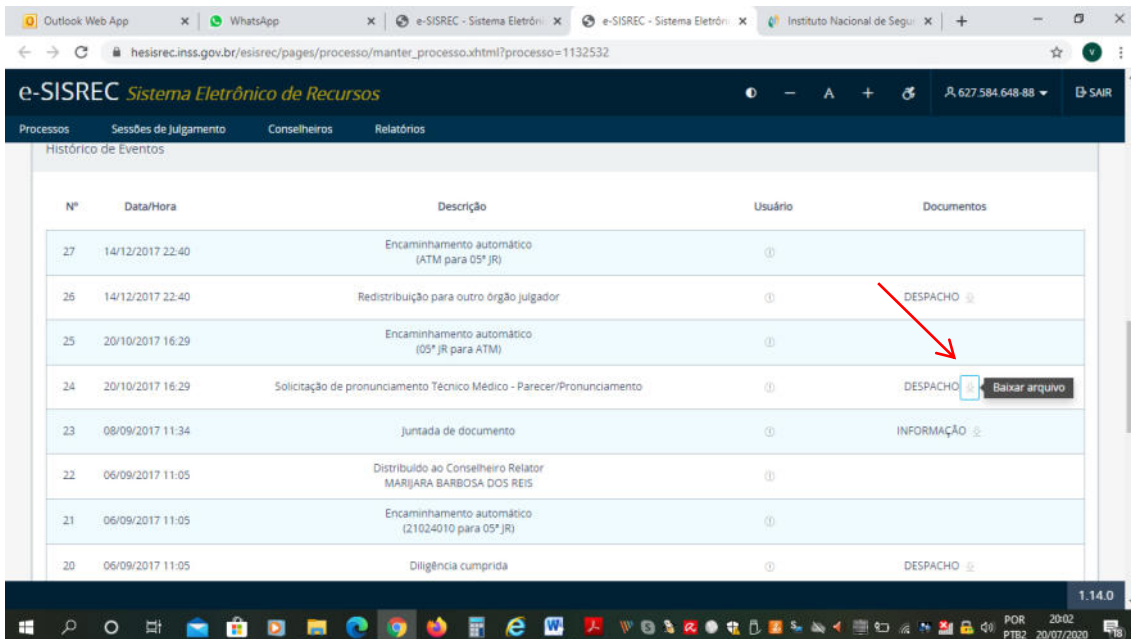 Outlook Web App
WhatsApp
e-SISREC - Sistema Eletrôni
e-SISREC - Sistema Eletrôni
Instituto Nacional de Segu
hesisrec.inss.gov.br/esisrec/pages/processo/manter_processo.xhtml?processo=1132532
V
e-SISREC Sistema Eletrônico de Recursos
A
627.584.648-88
SAIR
Processos Sessões de Julgamento Conselheiros Relatórios
Histórico de Eventos
Nº Data/Hora Descrição Usuário Documentos
27 14/12/2017 22:40 Encaminhamento automático
(ATM para 05ª JR)
26 14/12/2017 22:40 Redistribuição para outro órgão julgador DESPACHO
25 20/10/2017 16:29 Encaminhamento automático
(05ª JR para ATM)
24 20/10/2017 16:29 Solicitação de pronunciamento Técnico Médico - Parecer/Pronunciamento DESPACHO Baixar arquivo
23 08/09/2017 11:34 Juntada de documento INFORMAÇÃO
22 06/09/2017 11:05 Distribuído ao Conselheiro Relator
MARIJARA BARBOSA DOS REIS
21 06/09/2017 11:05 Encaminhamento automático
(21024010 para 05ª JR)
20 06/09/2017 11:05 Diligência cumprida DESPACHO
1.14.0
POR 20:02
PTB2 20/07/2020